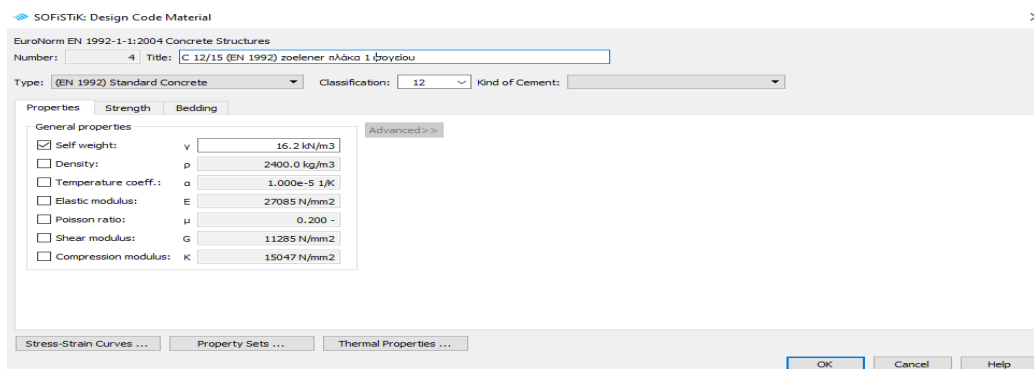 SOFiSTiK: Design Code Material
EuroNorm EN 1992-1-1:2004 Concrete Structures
Number: 4 Title: C 12/15 (EN 1992) zoelener πλάκα 1 ισογείου
Type: (EN 1992) Standard Concrete Classification: 12 Kind of Cement:
Properties Strength Bedding
General properties Advanced>>
Self weight: γ 16.2 kN/m3
Density: ρ 2400.0 kg/m3
Temperature coeff.: α 1.000e-5 1/K
Elastic modulus: E 27085 N/mm2
Poisson ratio: μ 0.200 -
Shear modulus: G 11285 N/mm2
Compression modulus: K 15047 N/mm2
Stress-Strain Curves ... Property Sets ... Thermal Properties ...
OK Cancel Help